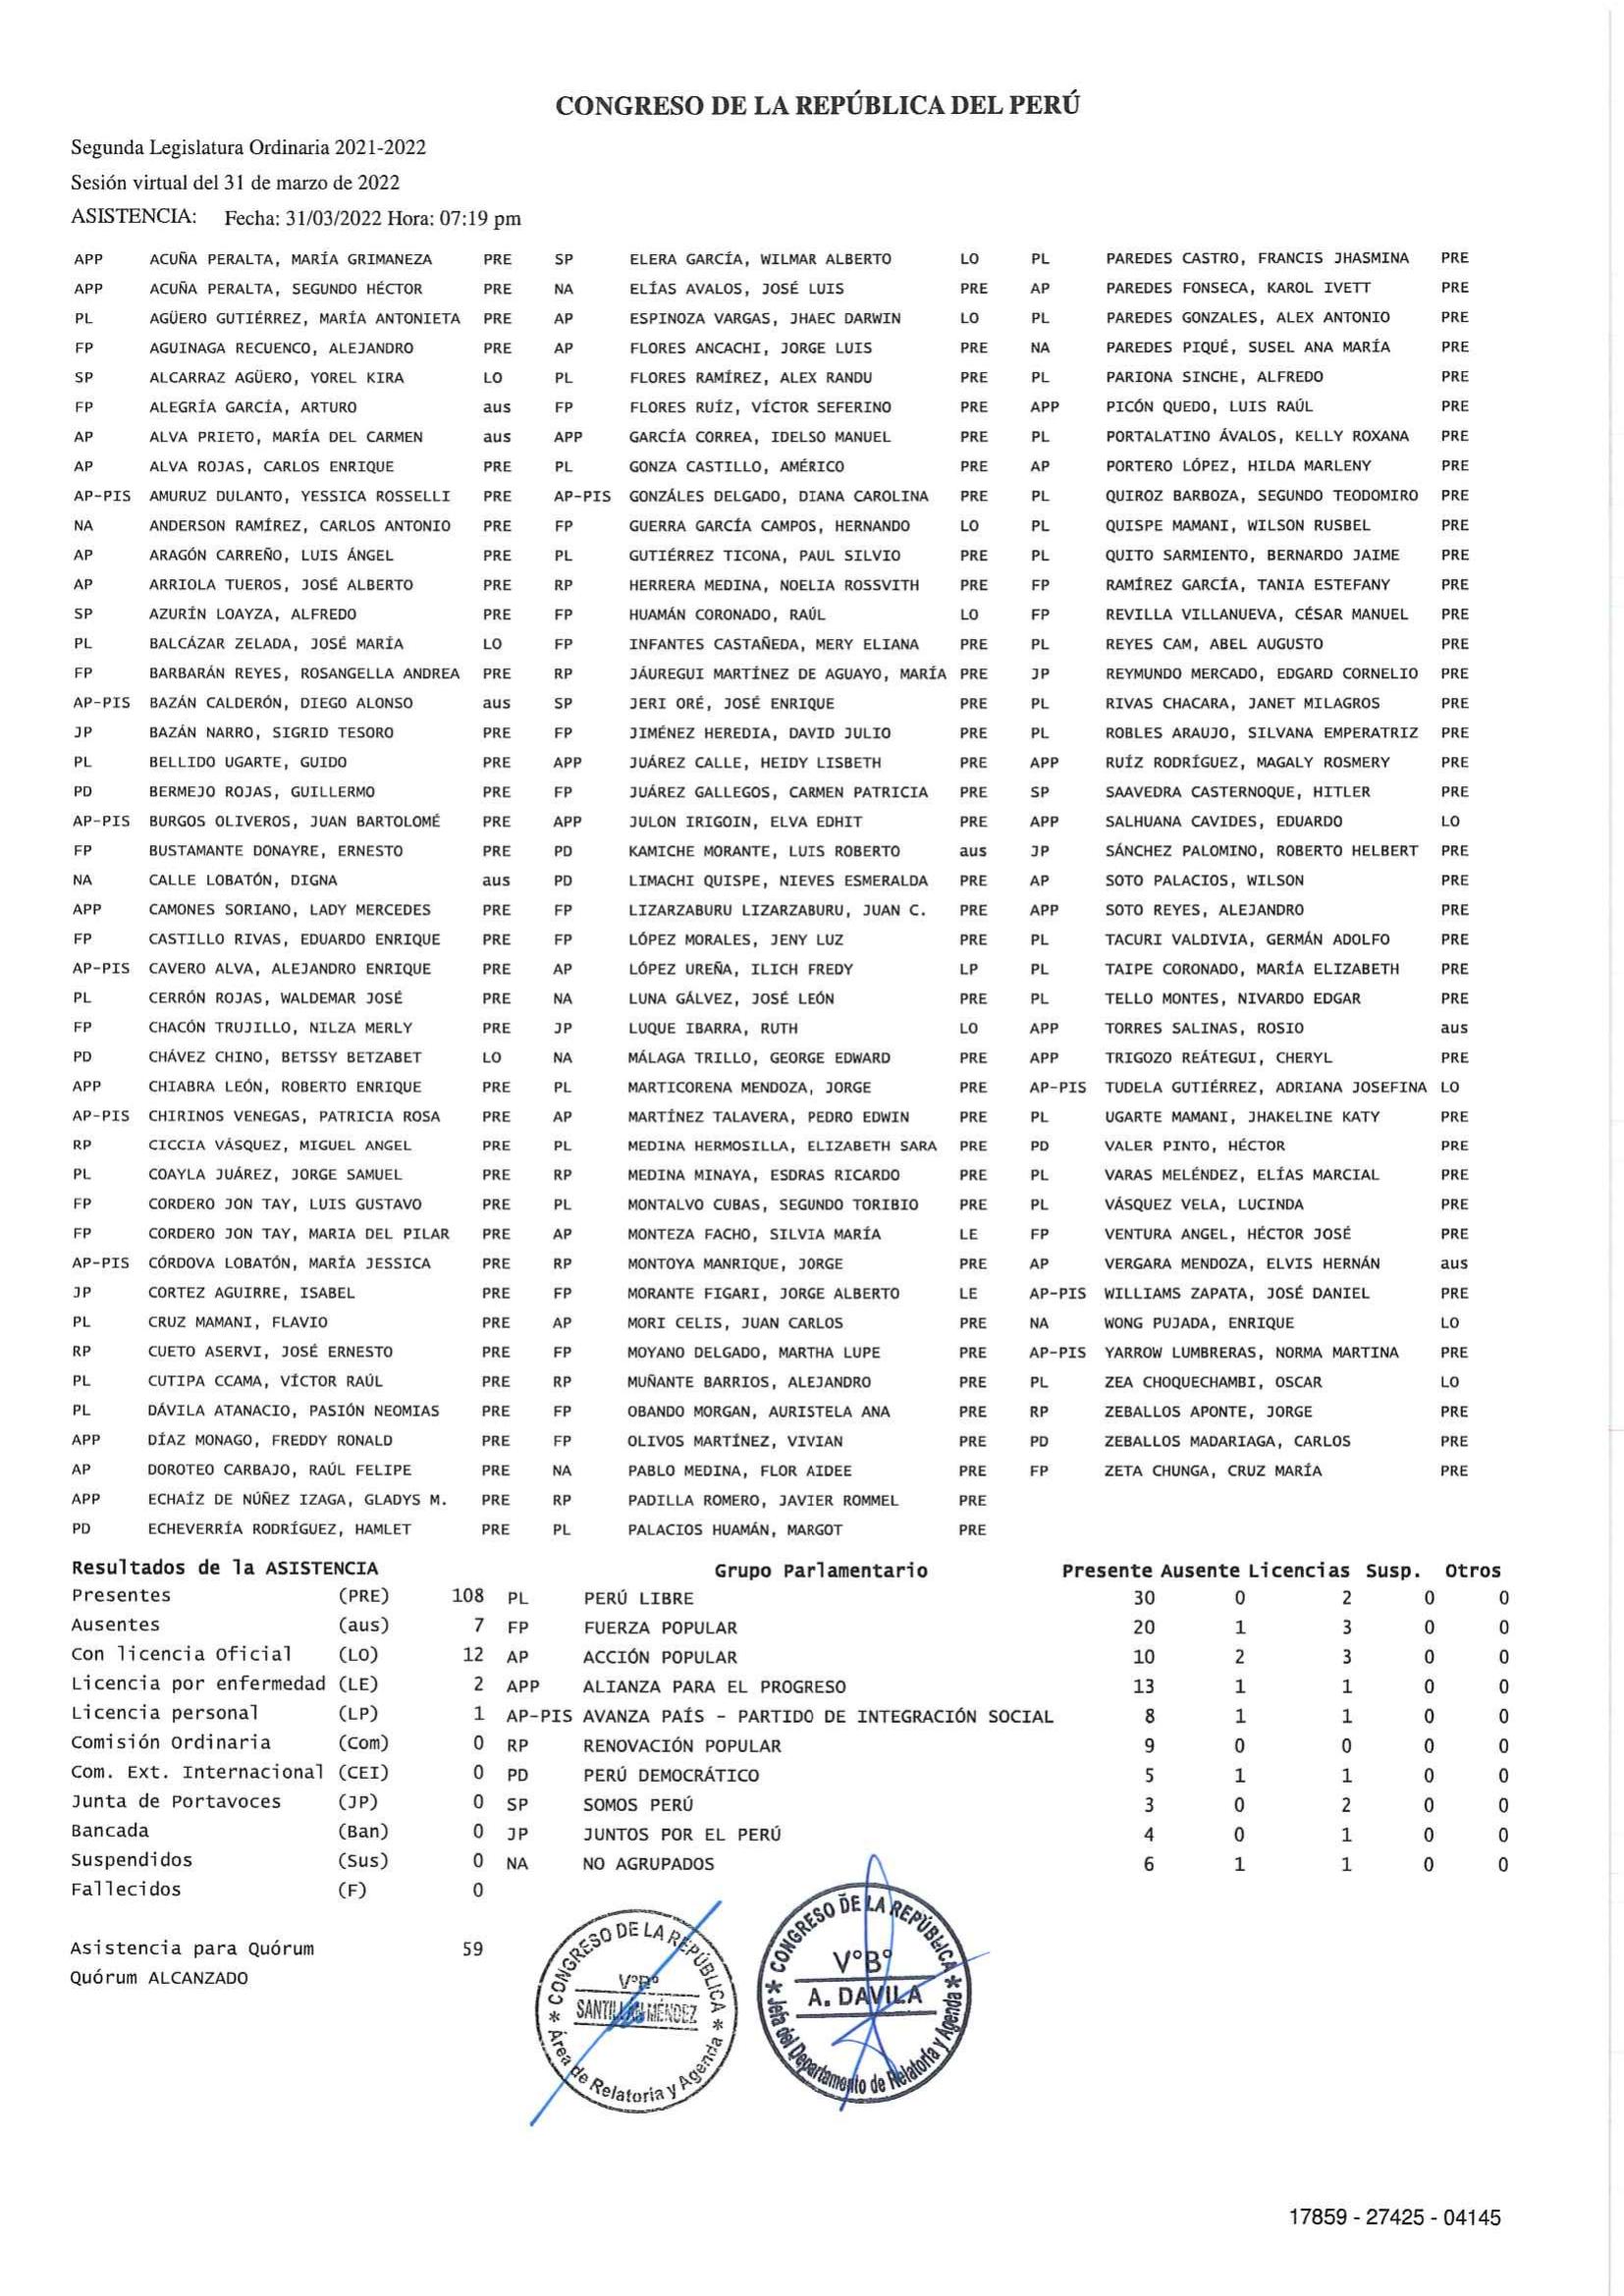 CONGRESO DE LA REPÚBLICA DEL PERÚ
Segunda Legislatura Ordinaria 2021-2022
Sesión virtual del 31 de marzo de 2022
ASISTENCIA: Fecha: 31/03/2022 Hora: 07:19 pm
APP ACUÑA PERALTA, MARÍA GRIMANEZA PRE SP ELERA GARCÍA, WILMAR ALBERTO LO PL PAREDES CASTRO, FRANCIS JHASMINA PRE
APP ACUÑA PERALTA, SEGUNDO HÉCTOR PRE NA ELÍAS AVALOS, JOSÉ LUIS PRE AP PAREDES FONSECA, KAROL IVETT PRE
PL AGÜERO GUTIÉRREZ, MARÍA ANTONIETA PRE AP ESPINOZA VARGAS, JHAEC DARWIN LO PL PAREDES GONZALES, ALEX ANTONIO PRE
FP AGUINAGA RECUENCO, ALEJANDRO PRE AP FLORES ANCACHI, JORGE LUIS PRE NA PAREDES PIQUÉ, SUSEL ANA MARÍA PRE
SP ALCARRAZ AGÜERO, YOREL KIRA LO PL FLORES RAMÍREZ, ALEX RANDU PRE PL PARIONA SINCHE, ALFREDO PRE
FP ALEGRÍA GARCÍA, ARTURO aus FP FLORES RUÍZ, VÍCTOR SEFERINO PRE APP PICÓN QUEDO, LUIS RAÚL PRE
AP ALVA PRIETO, MARÍA DEL CARMEN aus APP GARCÍA CORREA, IDELSO MANUEL PRE PL PORTALATINO ÁVALOS, KELLY ROXANA PRE
AP ALVA ROJAS, CARLOS ENRIQUE PRE PL GONZA CASTILLO, AMÉRICO PRE AP PORTERO LÓPEZ, HILDA MARLENY PRE
AP-PIS AMURUZ DULANTO, YESSICA ROSSELLI PRE AP-PIS GONZÁLES DELGADO, DIANA CAROLINA PRE PL QUIROZ BARBOZA, SEGUNDO TEODOMIRO PRE
NA ANDERSON RAMÍREZ, CARLOS ANTONIO PRE FP GUERRA GARCÍA CAMPOS, HERNANDO LO PL QUISPE MAMANI, WILSON RUSBEL PRE
AP ARAGÓN CARREÑO, LUIS ÁNGEL PRE PL GUTIÉRREZ TICONA, PAUL SILVIO PRE PL QUITO SARMIENTO, BERNARDO JAIME PRE
AP ARRIOLA TUEROS, JOSÉ ALBERTO PRE RP HERRERA MEDINA, NOELIA ROSSVITH PRE FP RAMÍREZ GARCÍA, TANIA ESTEFANY PRE
SP AZURÍN LOAYZA, ALFREDO PRE FP HUAMÁN CORONADO, RAÚL LO FP REVILLA VILLANUEVA, CÉSAR MANUEL PRE
PL BALCÁZAR ZELADA, JOSÉ MARÍA LO FP INFANTES CASTAÑEDA, MERY ELIANA PRE PL REYES CAM, ABEL AUGUSTO PRE
FP BARBARÁN REYES, ROSANGELLA ANDREA PRE RP JÁUREGUI MARTÍNEZ DE AGUAYO, MARÍA PRE JP REYMUNDO MERCADO, EDGARD CORNELIO PRE
AP-PIS BAZÁN CALDERÓN, DIEGO ALONSO aus SP JERI ORÉ, JOSÉ ENRIQUE PRE PL RIVAS CHACARA, JANET MILAGROS PRE
JP BAZÁN NARRO, SIGRID TESORO PRE FP JIMÉNEZ HEREDIA, DAVID JULIO PRE PL ROBLES ARAUJO, SILVANA EMPERATRIZ PRE
PL BELLIDO UGARTE, GUIDO PRE APP JUÁREZ CALLE, HEIDY LISBETH PRE APP RUÍZ RODRÍGUEZ, MAGALY ROSMERY PRE
PD BERMEJO ROJAS, GUILLERMO PRE FP JUÁREZ GALLEGOS, CARMEN PATRICIA PRE SP SAAVEDRA CASTERNOQUE, HITLER PRE
AP-PIS BURGOS OLIVEROS, JUAN BARTOLOMÉ PRE APP JULON IRIGOIN, ELVA EDHIT PRE APP SALHUANA CAVIDES, EDUARDO LO
FP BUSTAMANTE DONAYRE, ERNESTO PRE PD KAMICHE MORANTE, LUIS ROBERTO aus JP SÁNCHEZ PALOMINO, ROBERTO HELBERT PRE
NA CALLE LOBATÓN, DIGNA aus PD LIMACHI QUISPE, NIEVES ESMERALDA PRE AP SOTO PALACIOS, WILSON PRE
APP CAMONES SORIANO, LADY MERCEDES PRE FP LIZARZABURU LIZARZABURU, JUAN C. PRE APP SOTO REYES, ALEJANDRO PRE
FP CASTILLO RIVAS, EDUARDO ENRIQUE PRE FP LÓPEZ MORALES, JENY LUZ PRE PL TACURI VALDIVIA, GERMÁN ADOLFO PRE
AP-PIS CAVERO ALVA, ALEJANDRO ENRIQUE PRE AP LÓPEZ UREÑA, ILICH FREDY LP PL TAIPE CORONADO, MARÍA ELIZABETH PRE
PL CERRÓN ROJAS, WALDEMAR JOSÉ PRE NA LUNA GÁLVEZ, JOSÉ LEÓN PRE PL TELLO MONTES, NIVARDO EDGAR PRE
FP CHACÓN TRUJILLO, NILZA MERLY PRE JP LUQUE IBARRA, RUTH LO APP TORRES SALINAS, ROSIO aus
PD CHÁVEZ CHINO, BETSSY BETZABET LO NA MÁLAGA TRILLO, GEORGE EDWARD PRE APP TRIGOZO REÁTEGUI, CHERYL PRE
APP CHIABRA LEÓN, ROBERTO ENRIQUE PRE PL MARTICORENA MENDOZA, JORGE PRE AP-PIS TUDELA GUTIÉRREZ, ADRIANA JOSEFINA LO
AP-PIS CHIRINOS VENEGAS, PATRICIA ROSA PRE AP MARTÍNEZ TALAVERA, PEDRO EDWIN PRE PL UGARTE MAMANI, JHAKELINE KATY PRE
RP CICCIA VÁSQUEZ, MIGUEL ANGEL PRE PL MEDINA HERMOSILLA, ELIZABETH SARA PRE PD VALER PINTO, HÉCTOR PRE
PL COAYLA JUÁREZ, JORGE SAMUEL PRE RP MEDINA MINAYA, ESDRAS RICARDO PRE PL VARAS MELÉNDEZ, ELÍAS MARCIAL PRE
FP CORDERO JON TAY, LUIS GUSTAVO PRE PL MONTALVO CUBAS, SEGUNDO TORIBIO PRE PL VÁSQUEZ VELA, LUCINDA PRE
FP CORDERO JON TAY, MARIA DEL PILAR PRE AP MONTEZA FACHO, SILVIA MARÍA LE FP VENTURA ANGEL, HÉCTOR JOSÉ PRE
AP-PIS CÓRDOVA LOBATÓN, MARÍA JESSICA PRE RP MONTOYA MANRIQUE, JORGE PRE AP VERGARA MENDOZA, ELVIS HERNÁN aus
JP CORTEZ AGUIRRE, ISABEL PRE FP MORANTE FIGARI, JORGE ALBERTO LE AP-PIS WILLIAMS ZAPATA, JOSÉ DANIEL PRE
PL CRUZ MAMANI, FLAVIO PRE AP MORI CELIS, JUAN CARLOS PRE NA WONG PUJADA, ENRIQUE LO
RP CUETO ASERVI, JOSÉ ERNESTO PRE FP MOYANO DELGADO, MARTHA LUPE PRE AP-PIS YARROW LUMBRERAS, NORMA MARTINA PRE
PL CUTIPA CCAMA, VÍCTOR RAÚL PRE RP MUÑANTE BARRIOS, ALEJANDRO PRE PL ZEA CHOQUECHAMBI, OSCAR LO
PL DÁVILA ATANACIO, PASIÓN NEOMIAS PRE FP OBANDO MORGAN, AURISTELA ANA PRE RP ZEBALLOS APONTE, JORGE PRE
APP DÍAZ MONAGO, FREDDY RONALD PRE FP OLIVOS MARTÍNEZ, VIVIAN PRE PD ZEBALLOS MADARIAGA, CARLOS PRE
AP DOROTEO CARBAJO, RAÚL FELIPE PRE NA PABLO MEDINA, FLOR AIDEE PRE FP ZETA CHUNGA, CRUZ MARÍA PRE
APP ECHAÍZ DE NÚÑEZ IZAGA, GLADYS M. PRE RP PADILLA ROMERO, JAVIER ROMMEL PRE
PD ECHEVERRÍA RODRÍGUEZ, HAMLET PRE PL PALACIOS HUAMÁN, MARGOT PRE
Resultados de la ASISTENCIA Grupo Parlamentario Presente Ausente Licencias Susp. Otros
Presentes (PRE) 108 PL PERÚ LIBRE 30 0 2 0 0
Ausentes (aus) 7 FP FUERZA POPULAR 20 1 3 0 0
Con licencia Oficial (LO) 12 AP ACCIÓN POPULAR 10 2 3 0 0
Licencia por enfermedad (LE) 2 APP ALIANZA PARA EL PROGRESO 13 1 1 0 0
Licencia personal (LP) 1 AP-PIS AVANZA PAÍS - PARTIDO DE INTEGRACIÓN SOCIAL 8 1 1 0 0
Comisión Ordinaria (Com) 0 RP RENOVACIÓN POPULAR 9 0 0 0 0
Com. Ext. Internacional (CEI) 0 PD PERÚ DEMOCRÁTICO 5 1 1 0 0
Junta de Portavoces (JP) 0 SP SOMOS PERÚ 3 0 2 0 0
Bancada (Ban) 0 JP JUNTOS POR EL PERÚ 4 0 1 0 0
Suspendidos (Sus) 0 NA NO AGRUPADOS 6 1 1 0 0
Fallecidos (F) 0
Asistencia para Quórum 59
Quórum ALCANZADO
* CONGRESO DE LA REPÚBLICA *
V°B°
SANTILLAN MÉNDEZ
Área de Relatoría y Agenda
* CONGRESO DE LA REPÚBLICA *
V°B°
A. DAVILA
Jefa del Departamento de Relatoría y Agenda
17859 - 27425 - 04145